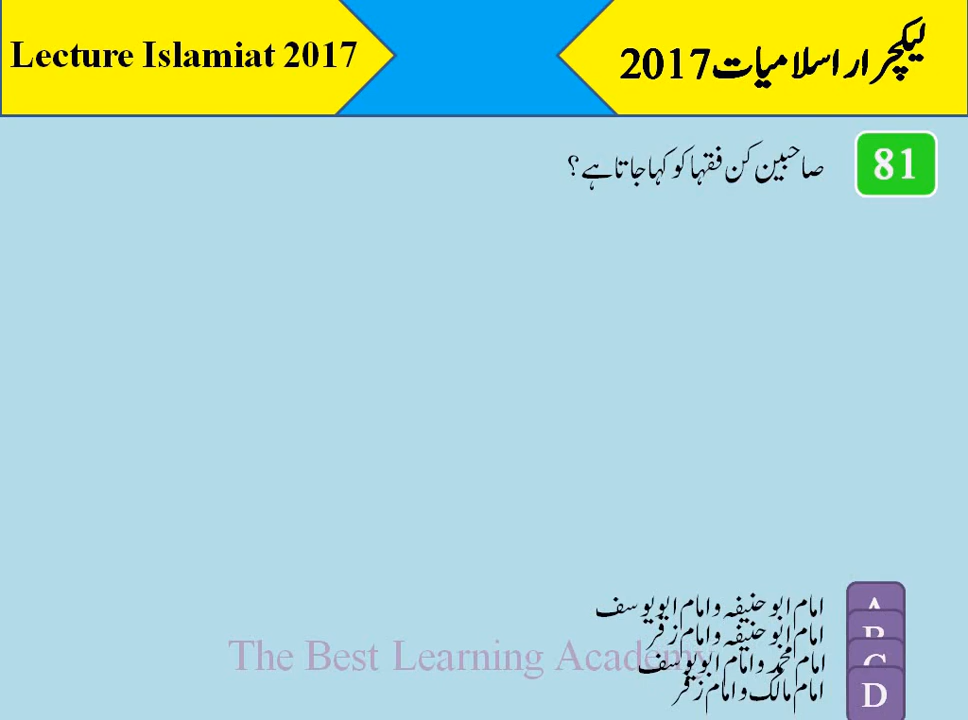 Lecture Islamiat 2017
لیکچرار اسلامیات 2017
81
صاحبین کن فقہا کو کہا جاتا ہے؟
A امام ابو حنیفہ و امام ابو یوسف
B امام ابو حنیفہ و امام زفر
C امام محمد و امام ابو یوسف
D امام مالک و امام زفر
The Best Learning Academy